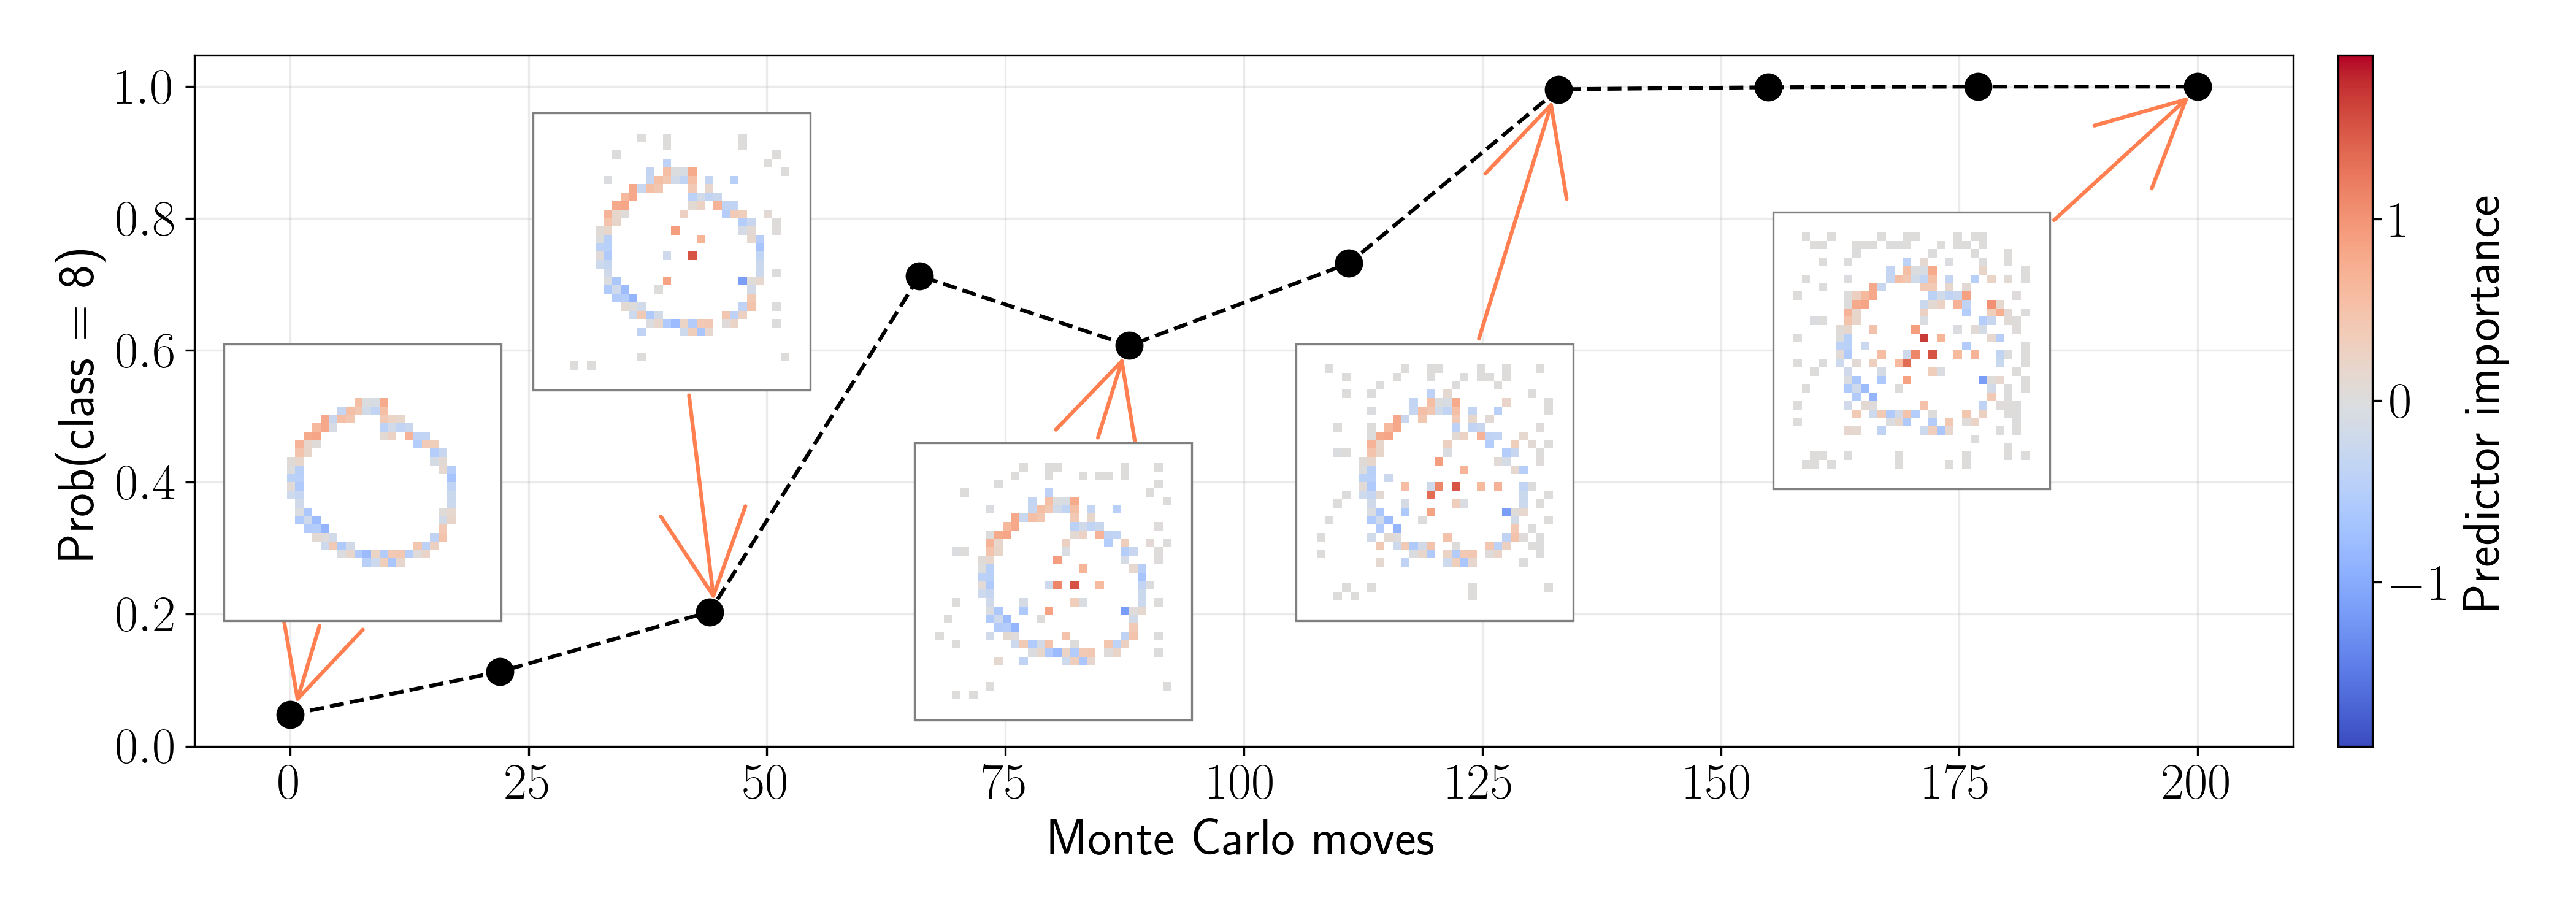 Prob(class = 8)
1.0
0.8
0.6
0.4
0.2
0.0
0 25 50 75 100 125 150 175 200
Monte Carlo moves
1
0
−1
Predictor importance